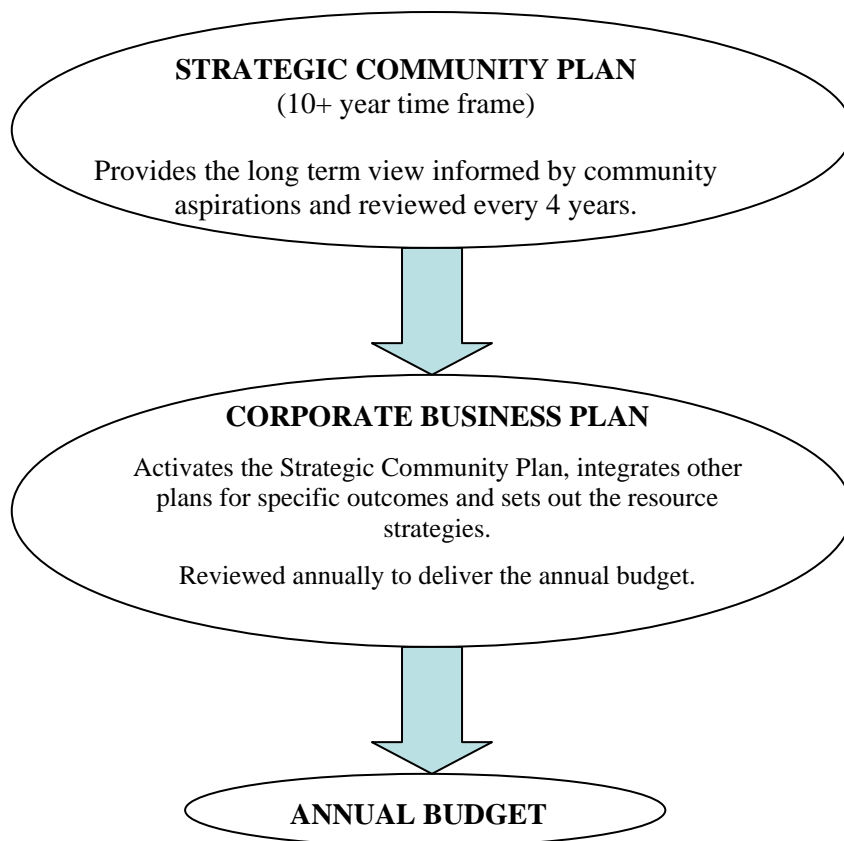 STRATEGIC COMMUNITY PLAN
(10+ year time frame)
Provides the long term view informed by community
aspirations and reviewed every 4 years.
CORPORATE BUSINESS PLAN
Activates the Strategic Community Plan, integrates other
plans for specific outcomes and sets out the resource
strategies.
Reviewed annually to deliver the annual budget.
ANNUAL BUDGET